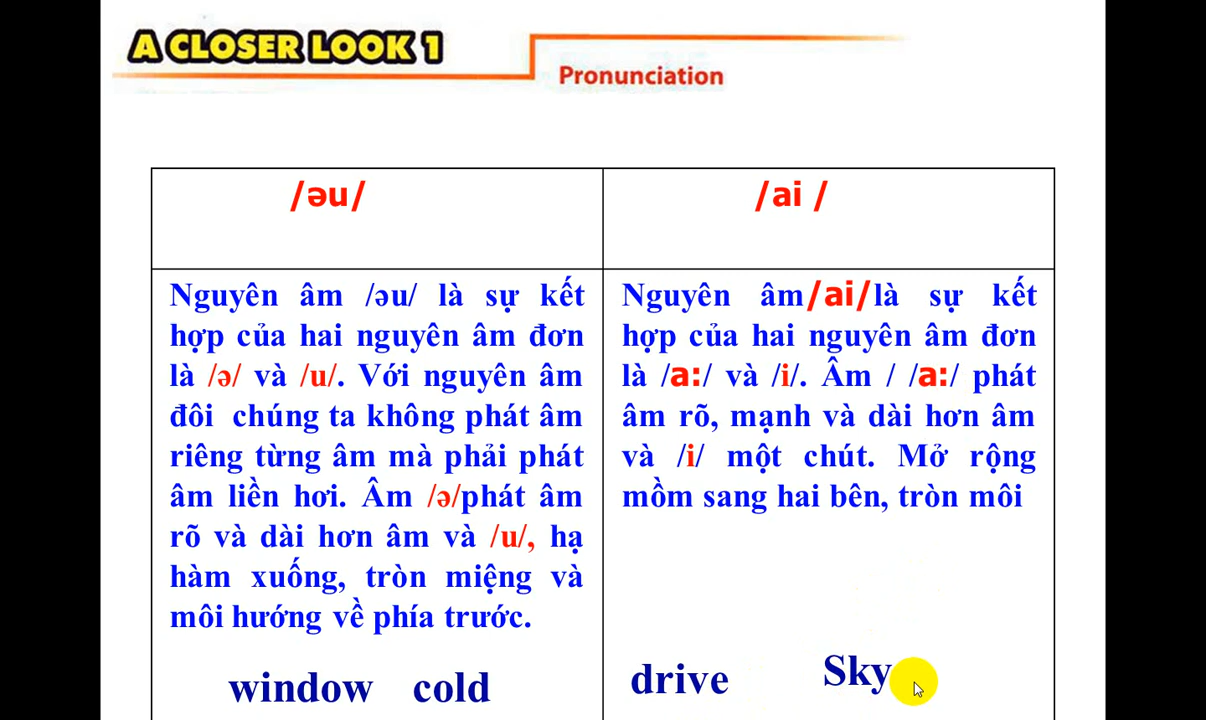 A CLOSER LOOK 1
Pronunciation
/əu/
/ai /
Nguyên âm /əu/ là sự kết
hợp của hai nguyên âm đơn
là /ə/ và /u/. Với nguyên âm
đôi chúng ta không phát âm
riêng từng âm mà phải phát
âm liền hơi. Âm /ə/phát âm
rõ và dài hơn âm và /u/, hạ
hàm xuống, tròn miệng và
môi hướng về phía trước.
window cold
Nguyên âm/ai/là sự kết
hợp của hai nguyên âm đơn
là /a:/ và /i/. Âm / /a:/ phát
âm rõ, mạnh và dài hơn âm
và /i/ một chút. Mở rộng
mồm sang hai bên, tròn môi
drive Sky